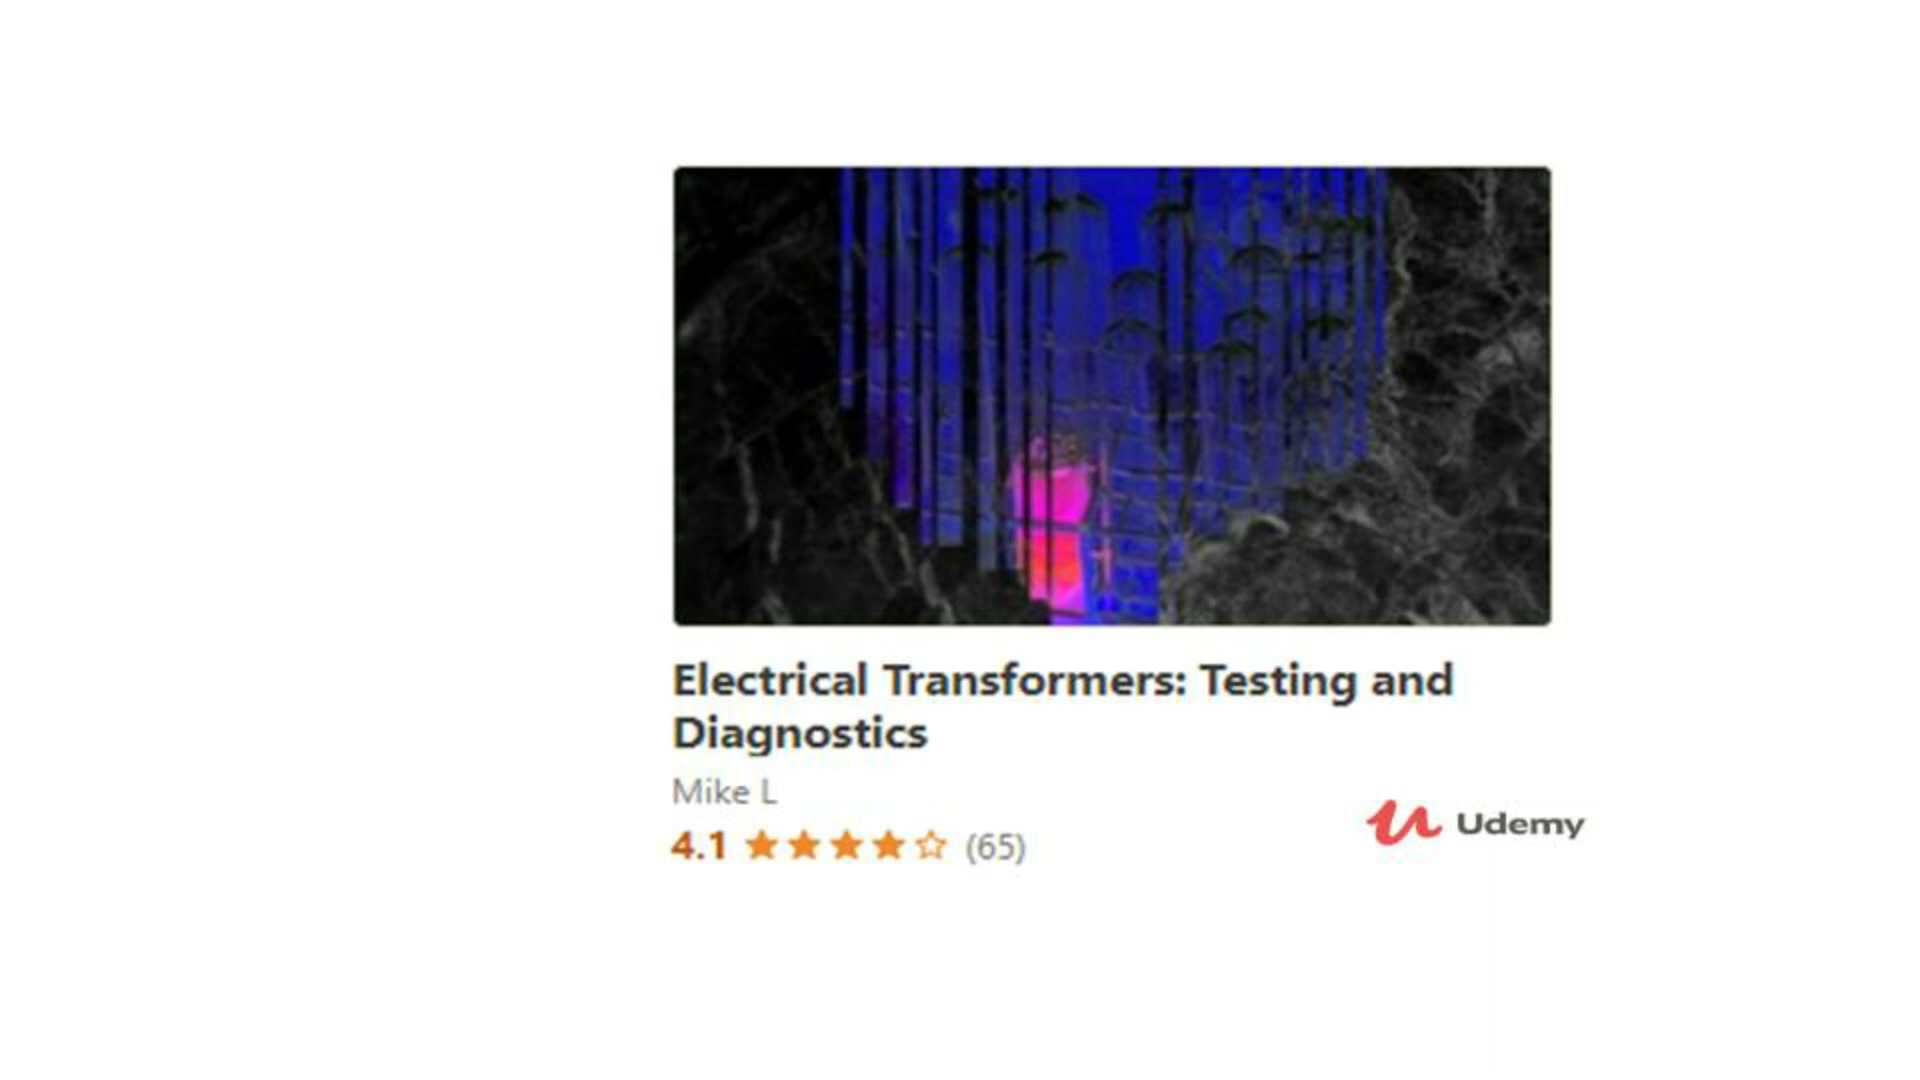 Electrical Transformers: Testing and
Diagnostics
Mike L
4.1 ★★★★☆ (65)
Udemy